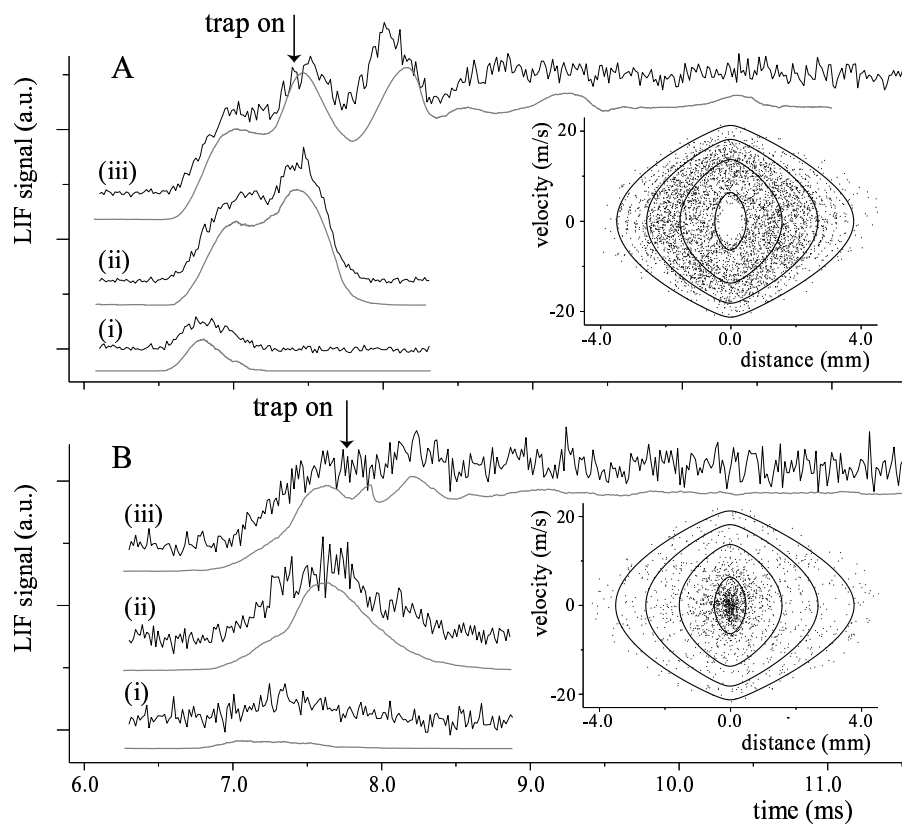 trap on
A
LIF signal (a.u.)
(iii)
(ii)
(i)
velocity (m/s)
20
0
-20
-4.0 0.0 4.0
distance (mm)
trap on
B
LIF signal (a.u.)
(iii)
(ii)
(i)
velocity (m/s)
20
0
-20
-4.0 0.0 4.0
distance (mm)
6.0 7.0 8.0 9.0 10.0 11.0
time (ms)